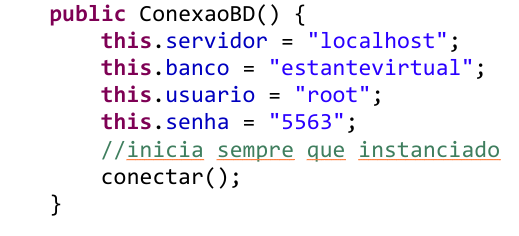 public ConexaoBD() {
this.servidor = "localhost";
this.banco = "estantevirtual";
this.usuario = "root";
this.senha = "5563";
//inicia sempre que instanciado
conectar();
}